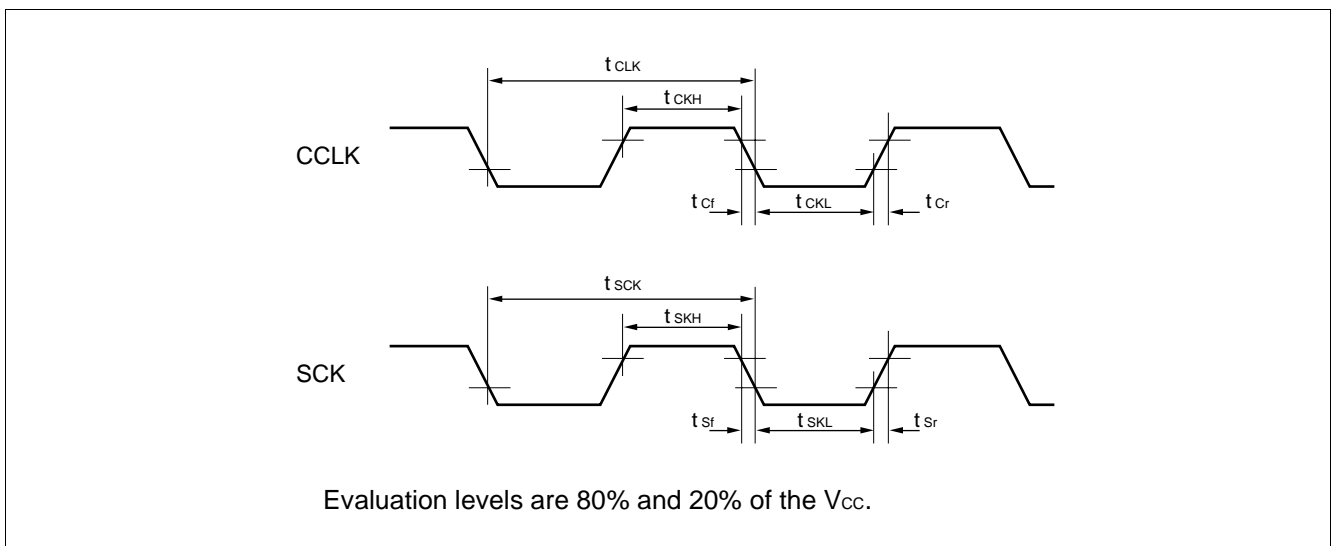 t CLK
t CKH
CCLK
t Cf
t CKL
t Cr
t SCK
t SKH
SCK
t Sf
t SKL
t Sr
Evaluation levels are 80% and 20% of the VCC.